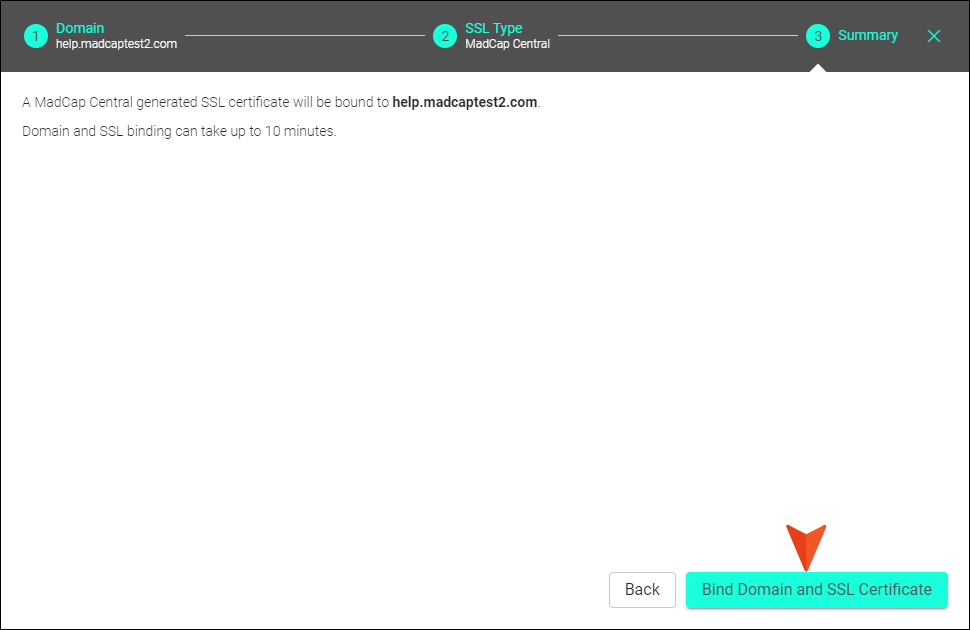 1 Domain
help.madcaptest2.com
2 SSL Type
MadCap Central
3 Summary
A MadCap Central generated SSL certificate will be bound to help.madcaptest2.com.
Domain and SSL binding can take up to 10 minutes.
Back
Bind Domain and SSL Certificate